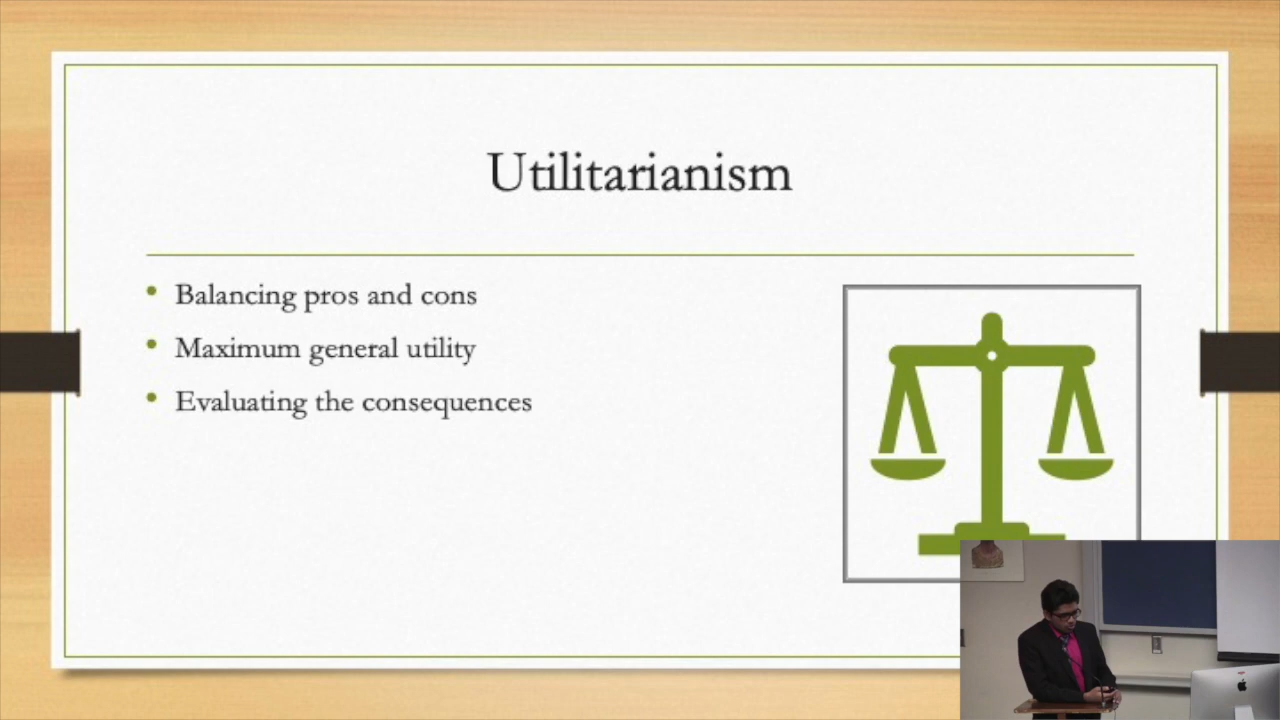 Utilitarianism
Balancing pros and cons
Maximum general utility
Evaluating the consequences